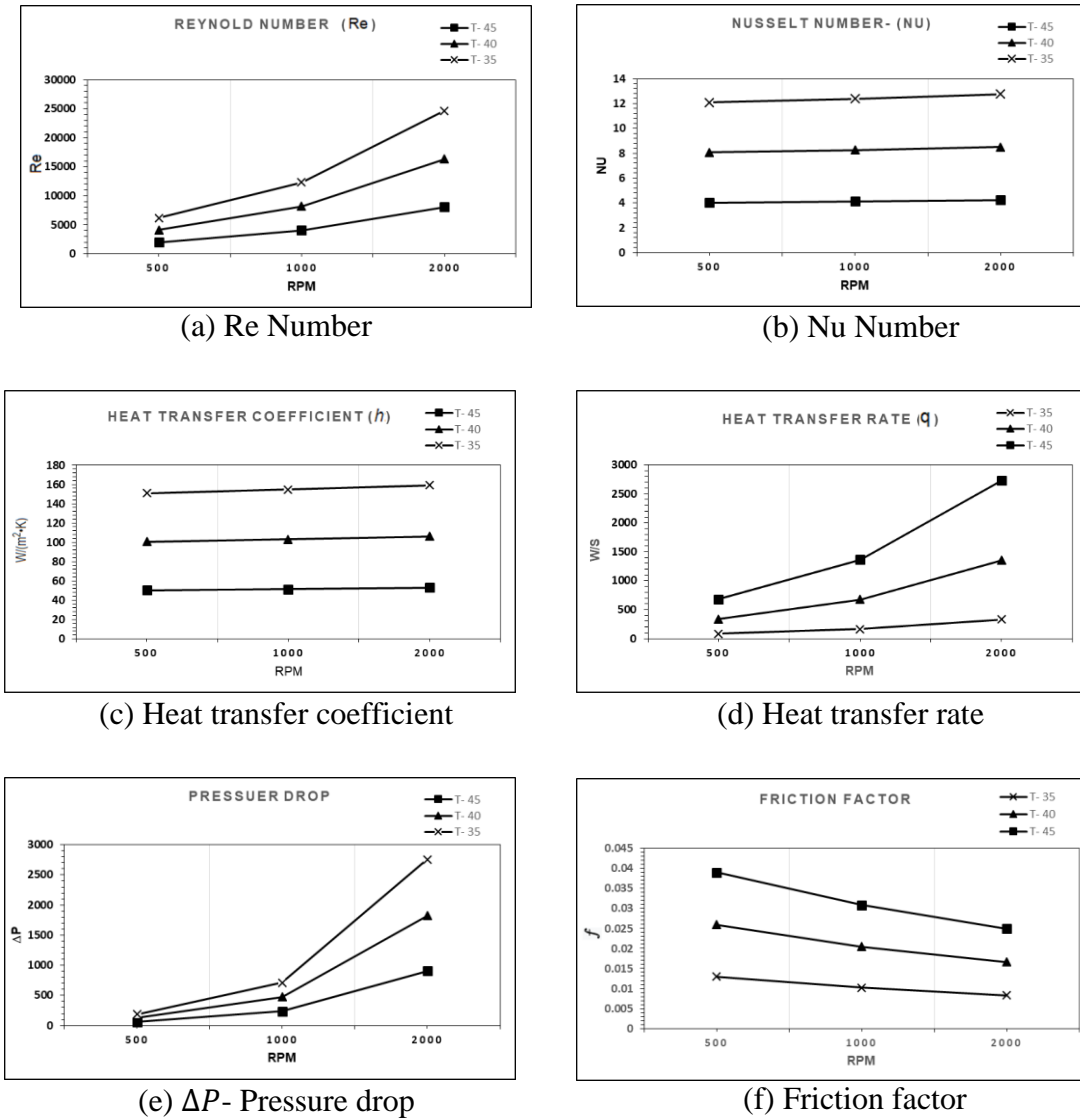 REYNOLD NUMBER (Re)
T- 45
T- 40
T- 35
30000
25000
20000
15000
10000
5000
0
Re
500 1000 2000
RPM
(a) Re Number
NUSSELT NUMBER- (NU)
T- 45
T- 40
T- 35
14
12
10
8
6
4
2
0
NU
500 1000 2000
RPM
(b) Nu Number
HEAT TRANSFER COEFFICIENT (h)
T- 45
T- 40
T- 35
180
160
140
120
100
80
60
40
20
0
W/(m²•K)
500 1000 2000
RPM
(c) Heat transfer coefficient
HEAT TRANSFER RATE (q)
T- 35
T- 40
T- 45
3000
2500
2000
1500
1000
500
0
W/S
500 1000 2000
RPM
(d) Heat transfer rate
PRESSUER DROP
T- 45
T- 40
T- 35
3000
2500
2000
1500
1000
500
0
ΔP
500 1000 2000
RPM
(e) ΔP- Pressure drop
FRICTION FACTOR
T- 35
T- 40
T- 45
0.045
0.04
0.035
0.03
0.025
0.02
0.015
0.01
0.005
0
f
500 1000 2000
RPM
(f) Friction factor